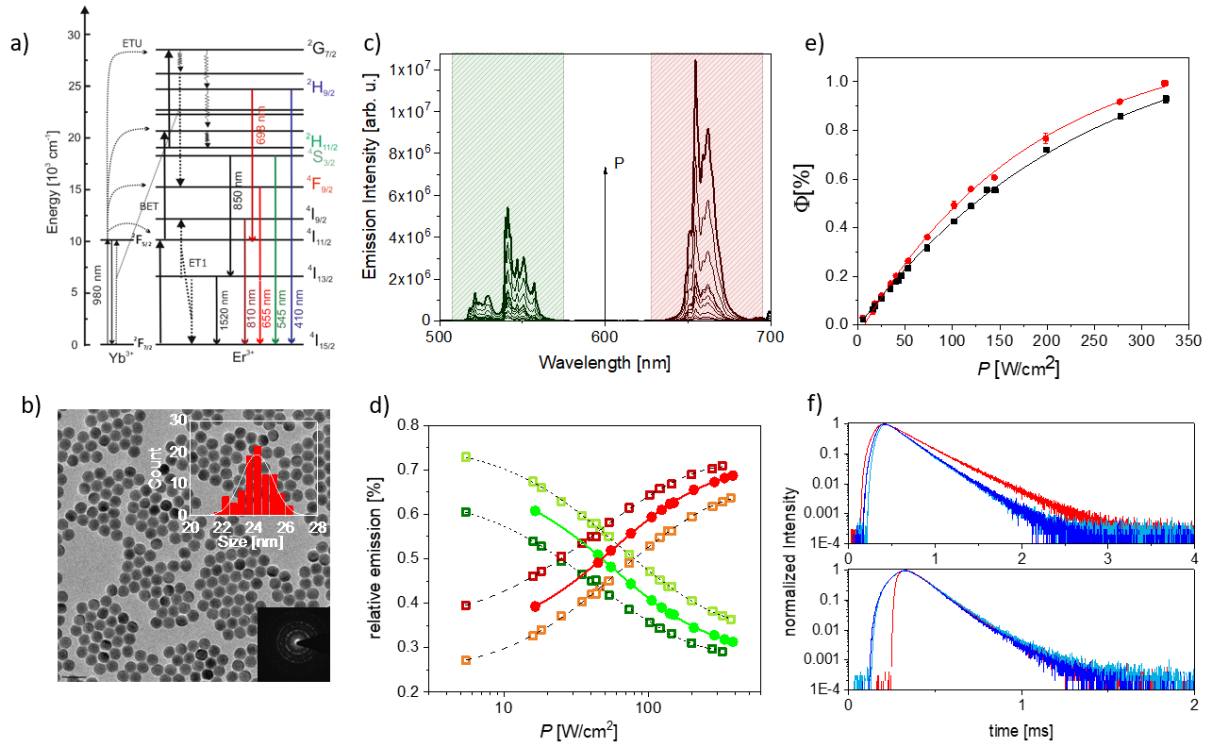 a)
Energy [10³ cm⁻¹]
30
25
20
15
10
5
0
ETU
BET
ET1
980 nm
²F₅/₂
²F₇/₂
Yb³⁺
Er³⁺
850 nm
1520 nm
698 nm
810 nm
655 nm
545 nm
410 nm
²G₇/₂
²H₉/₂
²H₁₁/₂
⁴S₃/₂
⁴F₉/₂
⁴I₉/₂
⁴I₁₁/₂
⁴I₁₃/₂
⁴I₁₅/₂
c)
Emission Intensity [arb. u.]
1x10⁷
1x10⁷
8x10⁶
6x10⁶
4x10⁶
2x10⁶
0
P
500 600 700
Wavelength [nm]
e)
Φ[%]
1.0
0.8
0.6
0.4
0.2
0.0
0 50 100 150 200 250 300 350
P [W/cm²]
b)
Count
30
20
10
0
20 22 24 26 28
Size [nm]
d)
relative emission [%]
0.8
0.7
0.6
0.5
0.4
0.3
0.2
10 100
P [W/cm²]
f)
normalized Intensity
1
0.1
0.01
0.001
1E-4
0 1 2 3 4
1
0.1
0.01
0.001
1E-4
1 2
time [ms]